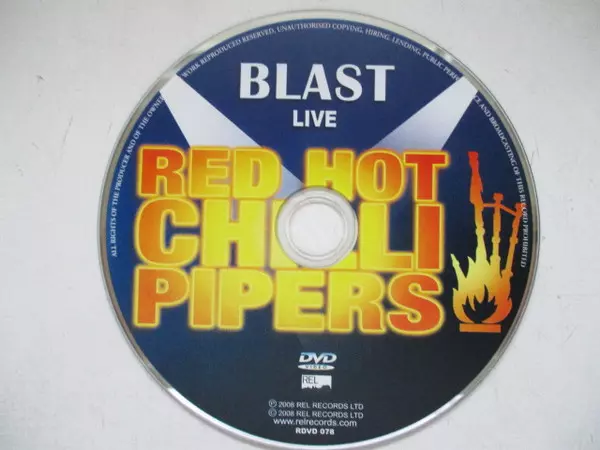 ALL RIGHTS OF THE PRODUCER AND OF THE OWNER
WORK REPRODUCED RESERVED. UNAUTHORISED COPYING, HIRING. LENDING, PUBLIC PERFORMANCE AND BROADCASTING OF THIS RECORD PROHIBITED
BLAST
LIVE
RED HOT
CHILLI
PIPERS
DVD
VIDEO
REL
℗ 2008 REL RECORDS LTD
© 2008 REL RECORDS LTD
www.relrecords.com
RDVD 078